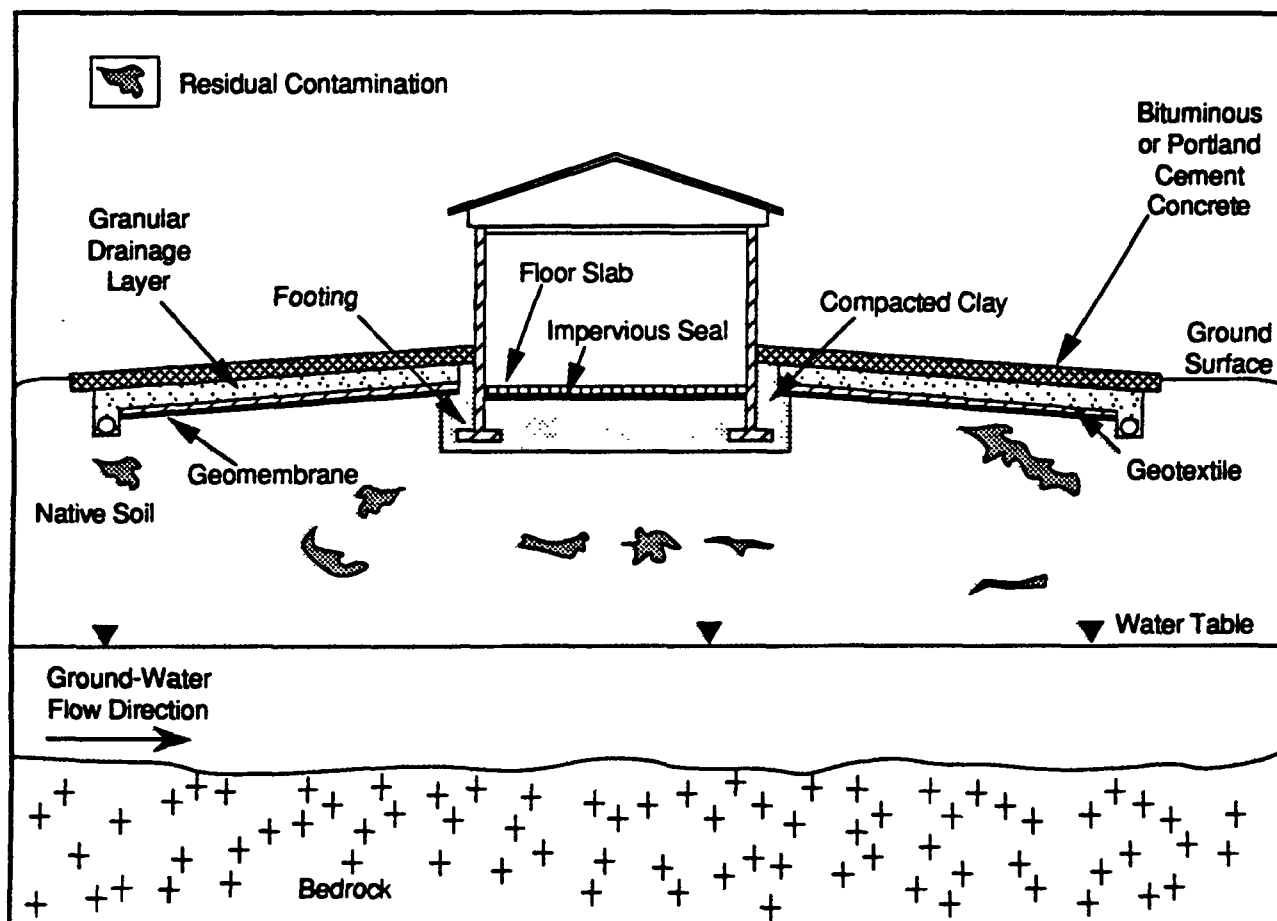 Residual Contamination
Bituminous
or Portland
Cement
Concrete
Granular
Drainage
Layer
Footing
Floor Slab
Impervious Seal
Compacted Clay
Ground
Surface
Geomembrane
Geotextile
Native Soil
Water Table
Ground-Water
Flow Direction
Bedrock